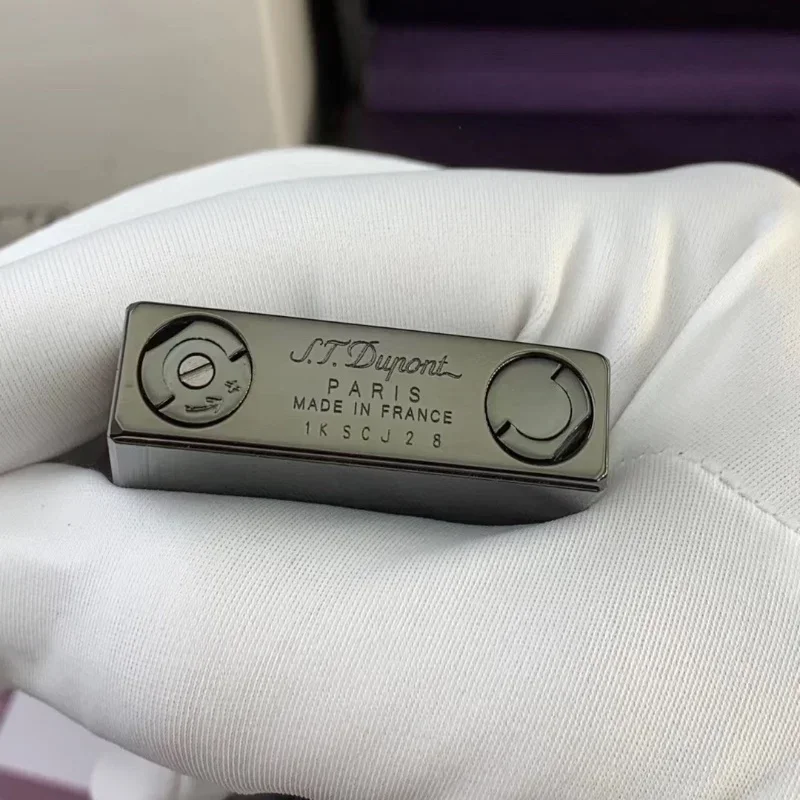 S.T. Dupont
PARIS
MADE IN FRANCE
1KSCJ28